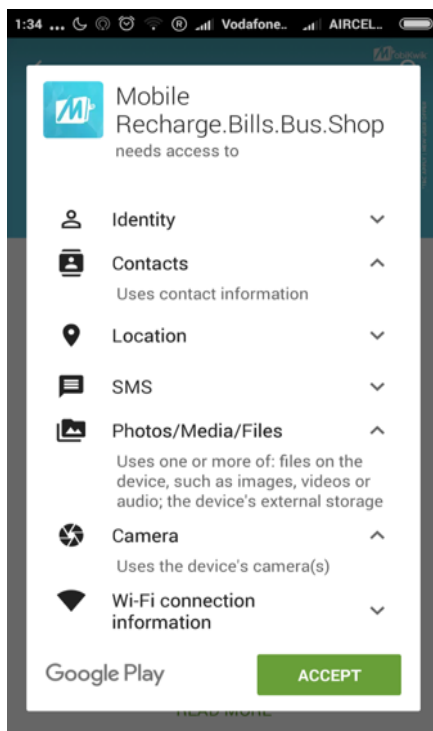 1:34 ... ® Vodafone.. AIRCEL..
Mobile
Recharge.Bills.Bus.Shop
needs access to
Identity
Contacts
Uses contact information
Location
SMS
Photos/Media/Files
Uses one or more of: files on the
device, such as images, videos or
audio; the device's external storage
Camera
Uses the device's camera(s)
Wi-Fi connection
information
Google Play
ACCEPT
READ MORE